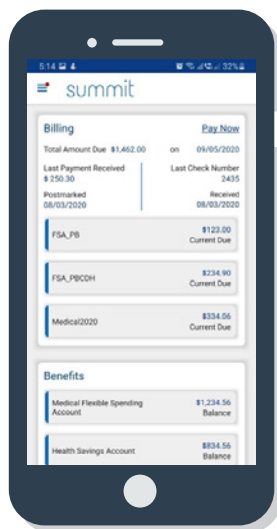 5:14
32%
summit
Billing Pay Now
Total Amount Due $1,462.00 on 09/05/2020
Last Payment Received Last Check Number
$ 250.30 2435
Postmarked Received
08/03/2020 08/03/2020
FSA_PB $123.00
Current Due
FSA_PBCDH $234.90
Current Due
Medical2020 $334.06
Current Due
Benefits
Medical Flexible Spending $1,234.56
Account Balance
Health Savings Account $834.56
Balance